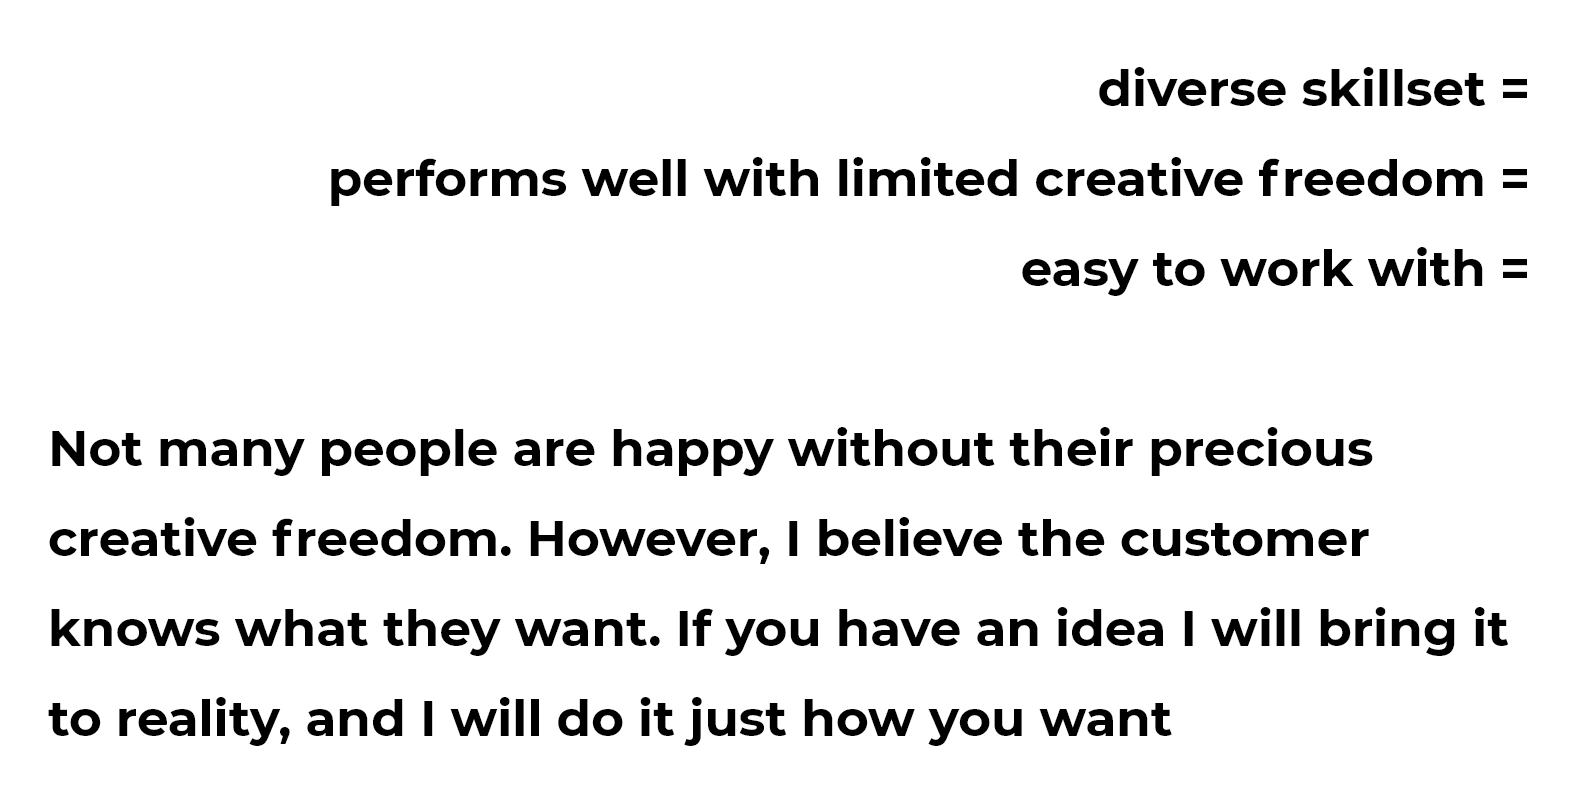 diverse skillset =
performs well with limited creative freedom =
easy to work with =
Not many people are happy without their precious
creative freedom. However, I believe the customer
knows what they want. If you have an idea I will bring it
to reality, and I will do it just how you want